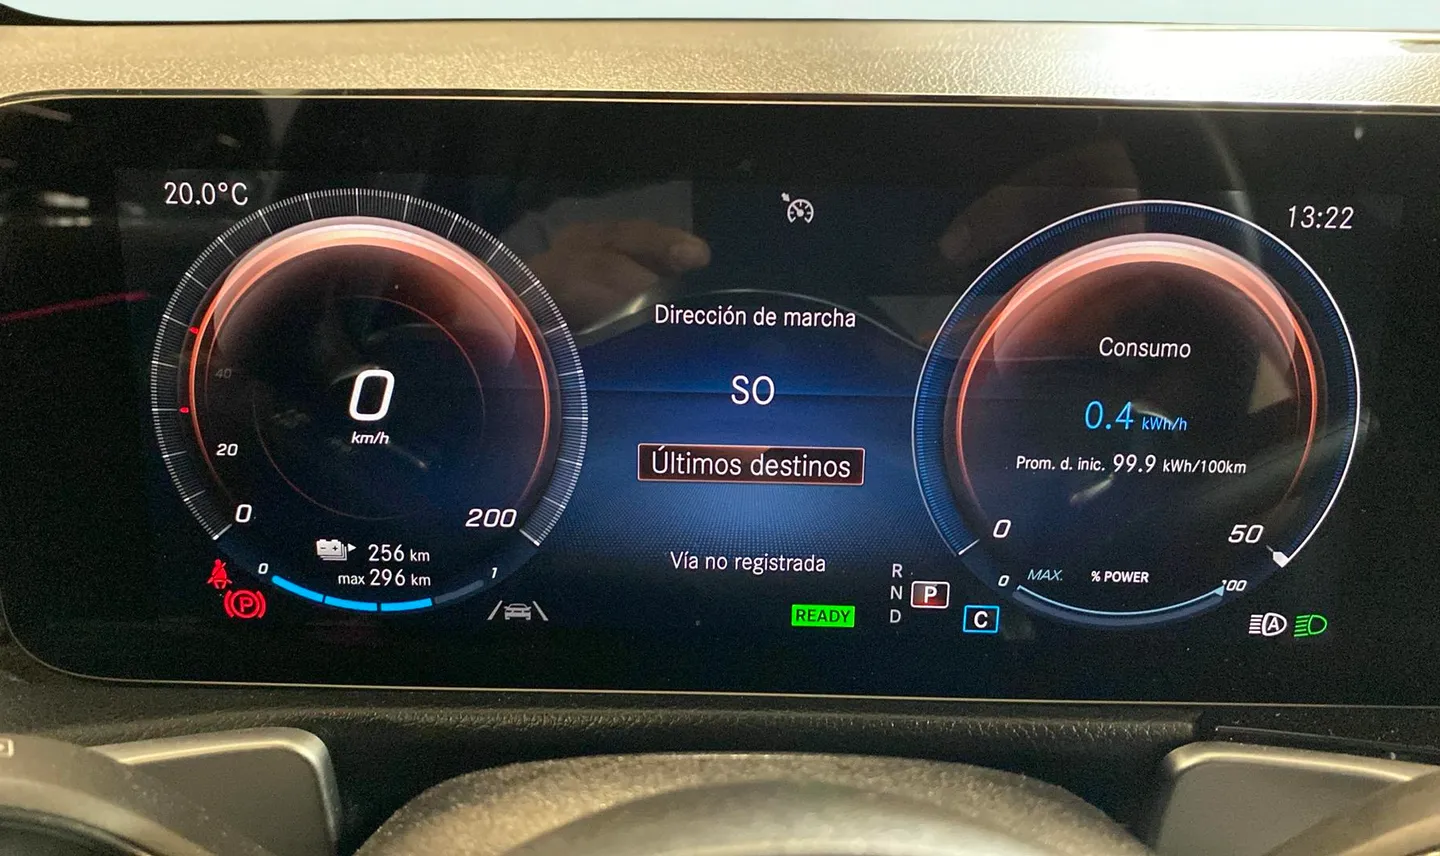 20.0°C
13:22
Dirección de marcha
SO
Últimos destinos
Vía no registrada
40
20
0
0
km/h
200
256 km
max 296 km
0
1
READY
R
N
P
D
C
Consumo
0.4 kWh/h
Prom. d. inic. 99.9 kWh/100km
0
50
0
MAX.
% POWER
100
P
A